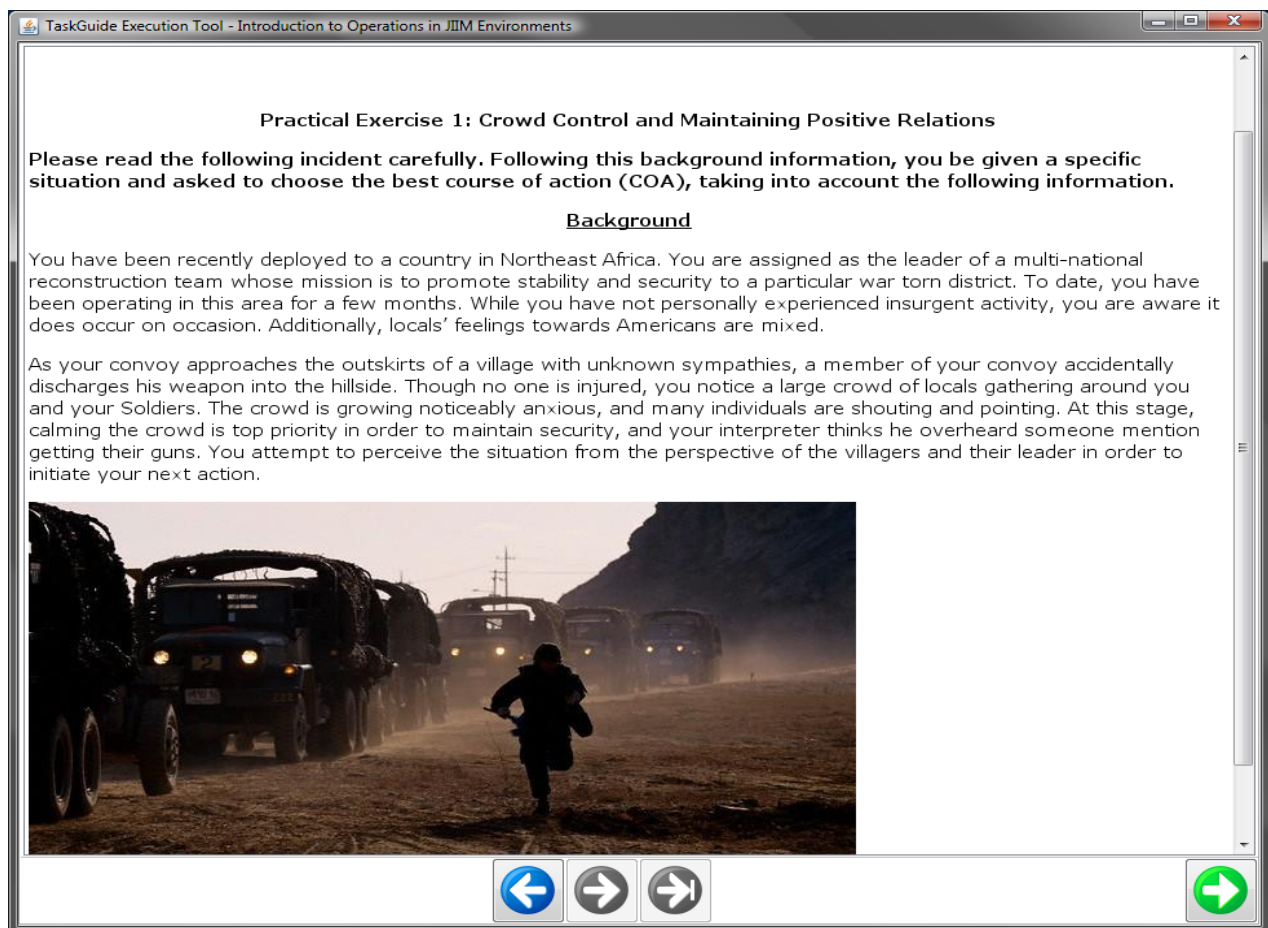 TaskGuide Execution Tool - Introduction to Operations in JIIM Environments
Practical Exercise 1: Crowd Control and Maintaining Positive Relations
Please read the following incident carefully. Following this background information, you be given a specific
situation and asked to choose the best course of action (COA), taking into account the following information.
Background
You have been recently deployed to a country in Northeast Africa. You are assigned as the leader of a multi-national
reconstruction team whose mission is to promote stability and security to a particular war torn district. To date, you have
been operating in this area for a few months. While you have not personally experienced insurgent activity, you are aware it
does occur on occasion. Additionally, locals' feelings towards Americans are mixed.
As your convoy approaches the outskirts of a village with unknown sympathies, a member of your convoy accidentally
discharges his weapon into the hillside. Though no one is injured, you notice a large crowd of locals gathering around you
and your Soldiers. The crowd is growing noticeably anxious, and many individuals are shouting and pointing. At this stage,
calming the crowd is top priority in order to maintain security, and your interpreter thinks he overheard someone mention
getting their guns. You attempt to perceive the situation from the perspective of the villagers and their leader in order to
initiate your next action.
2